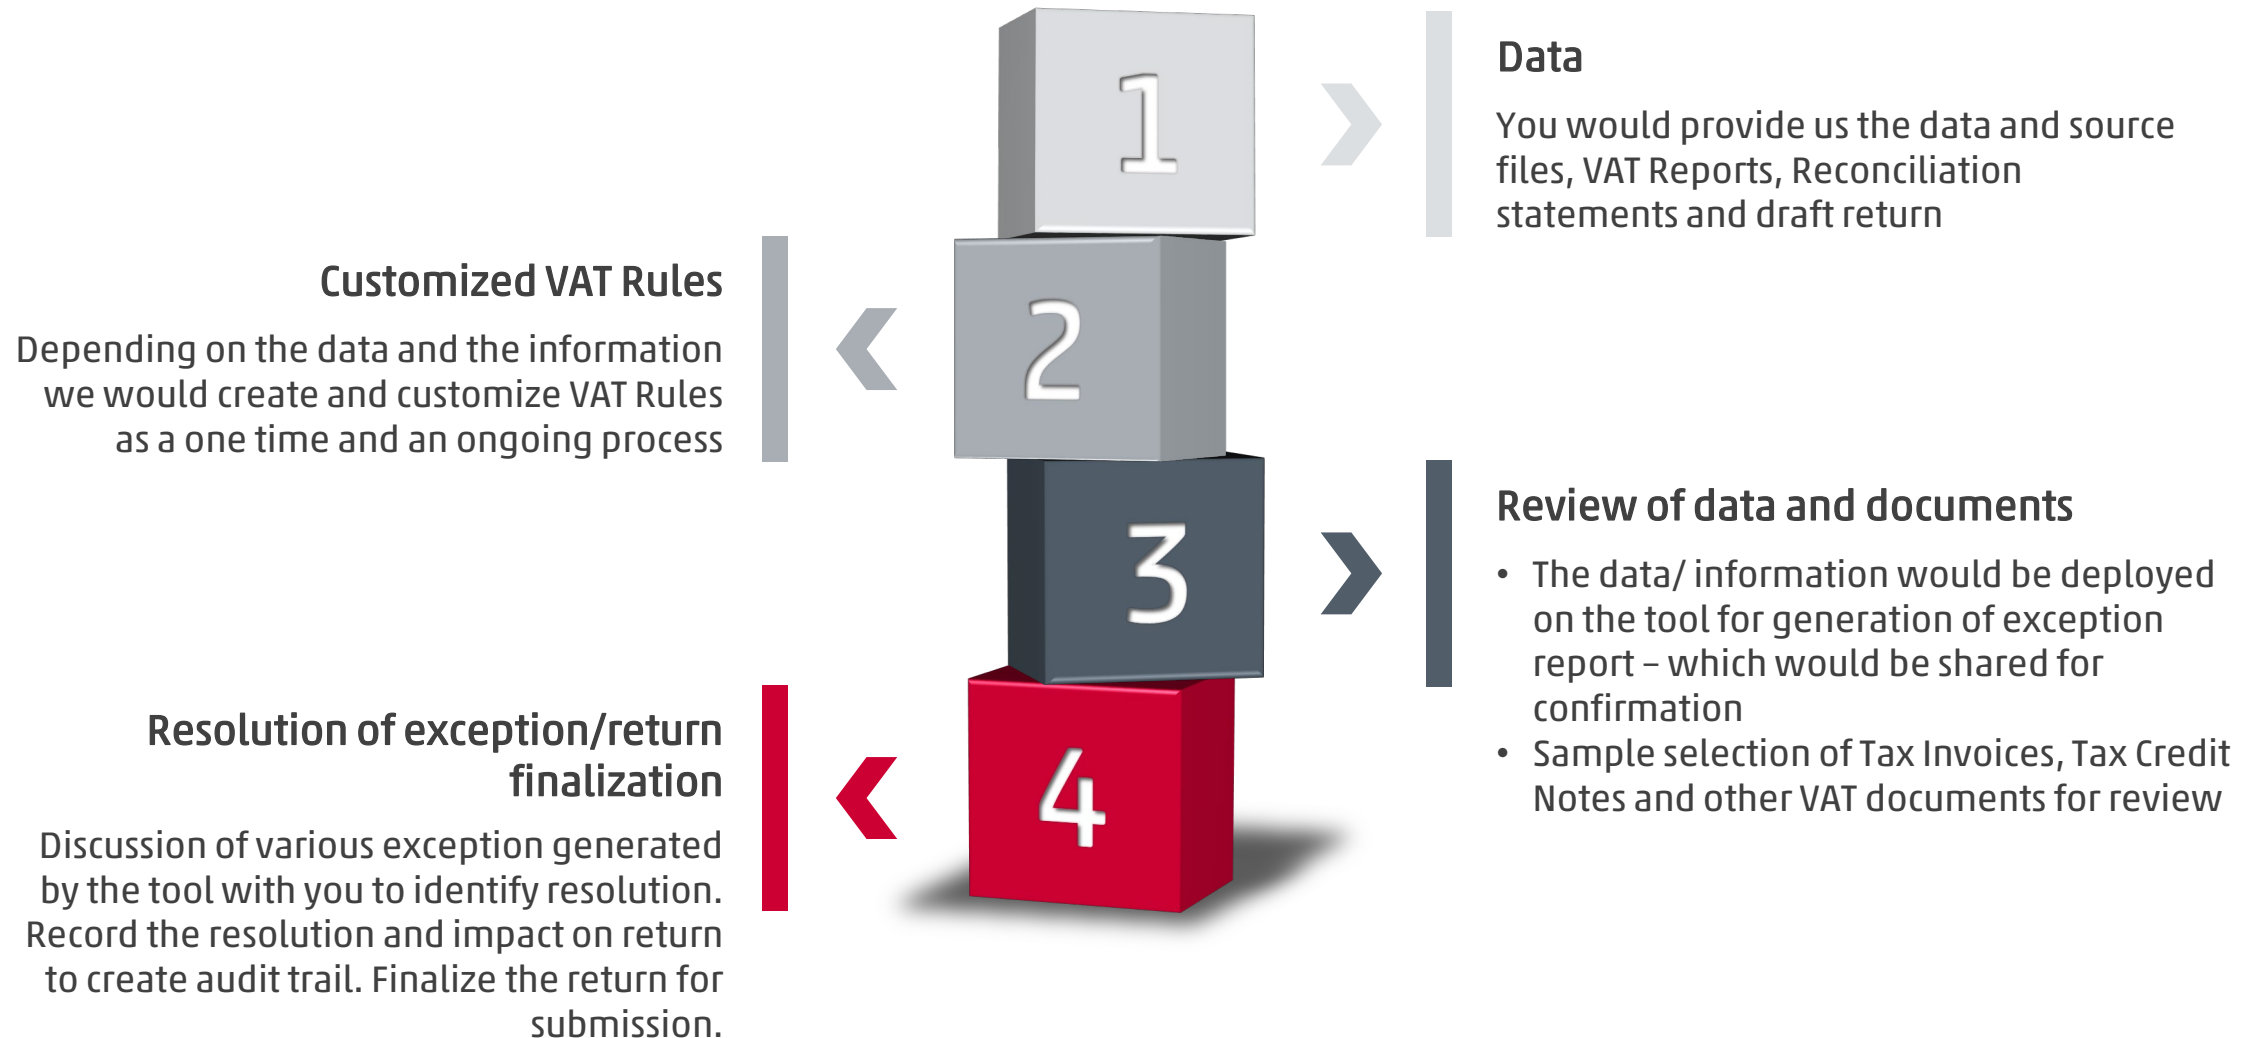 1
Data
You would provide us the data and source
files, VAT Reports, Reconciliation
statements and draft return
2
Customized VAT Rules
Depending on the data and the information
we would create and customize VAT Rules
as a one time and an ongoing process
3
Review of data and documents
• The data/ information would be deployed
on the tool for generation of exception
report – which would be shared for
confirmation
• Sample selection of Tax Invoices, Tax Credit
Notes and other VAT documents for review
4
Resolution of exception/return
finalization
Discussion of various exception generated
by the tool with you to identify resolution.
Record the resolution and impact on return
to create audit trail. Finalize the return for
submission.